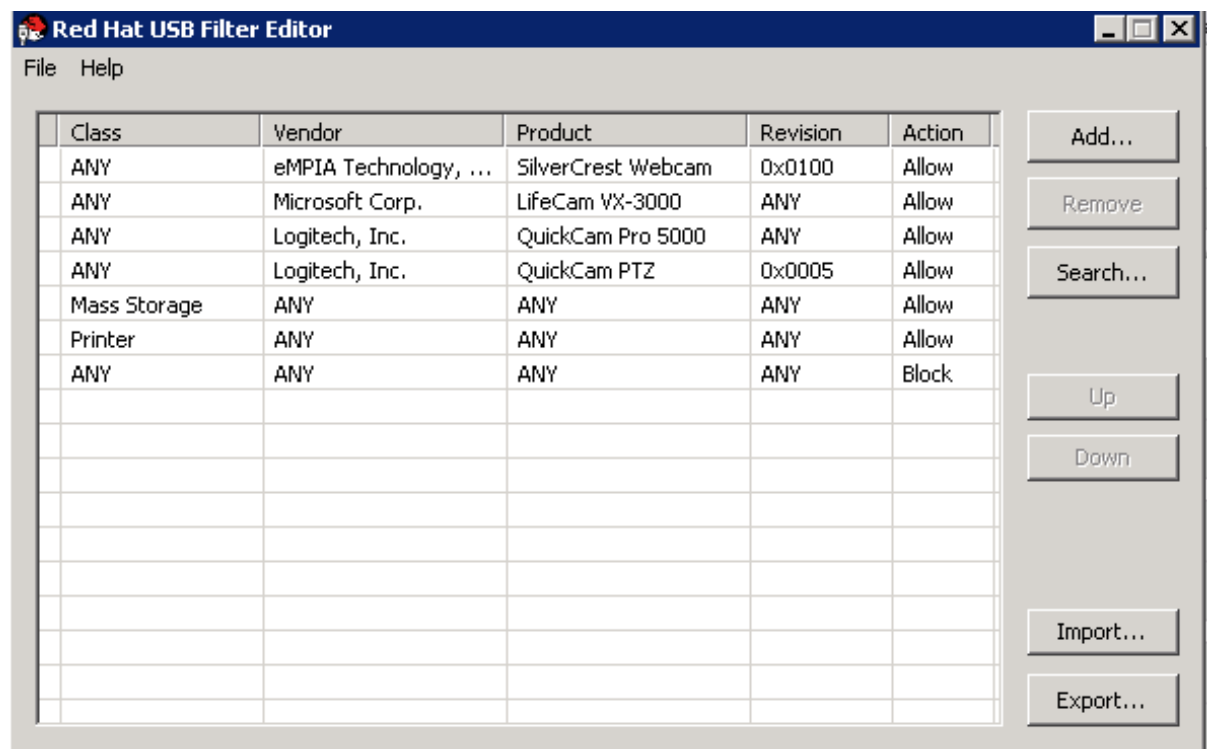 Red Hat USB Filter Editor
File Help
Class Vendor Product Revision Action
ANY eMPIA Technology, ... SilverCrest Webcam 0x0100 Allow
ANY Microsoft Corp. LifeCam VX-3000 ANY Allow
ANY Logitech, Inc. QuickCam Pro 5000 ANY Allow
ANY Logitech, Inc. QuickCam PTZ 0x0005 Allow
Mass Storage ANY ANY ANY Allow
Printer ANY ANY ANY Allow
ANY ANY ANY ANY Block
Add...
Remove
Search...
Up
Down
Import...
Export...